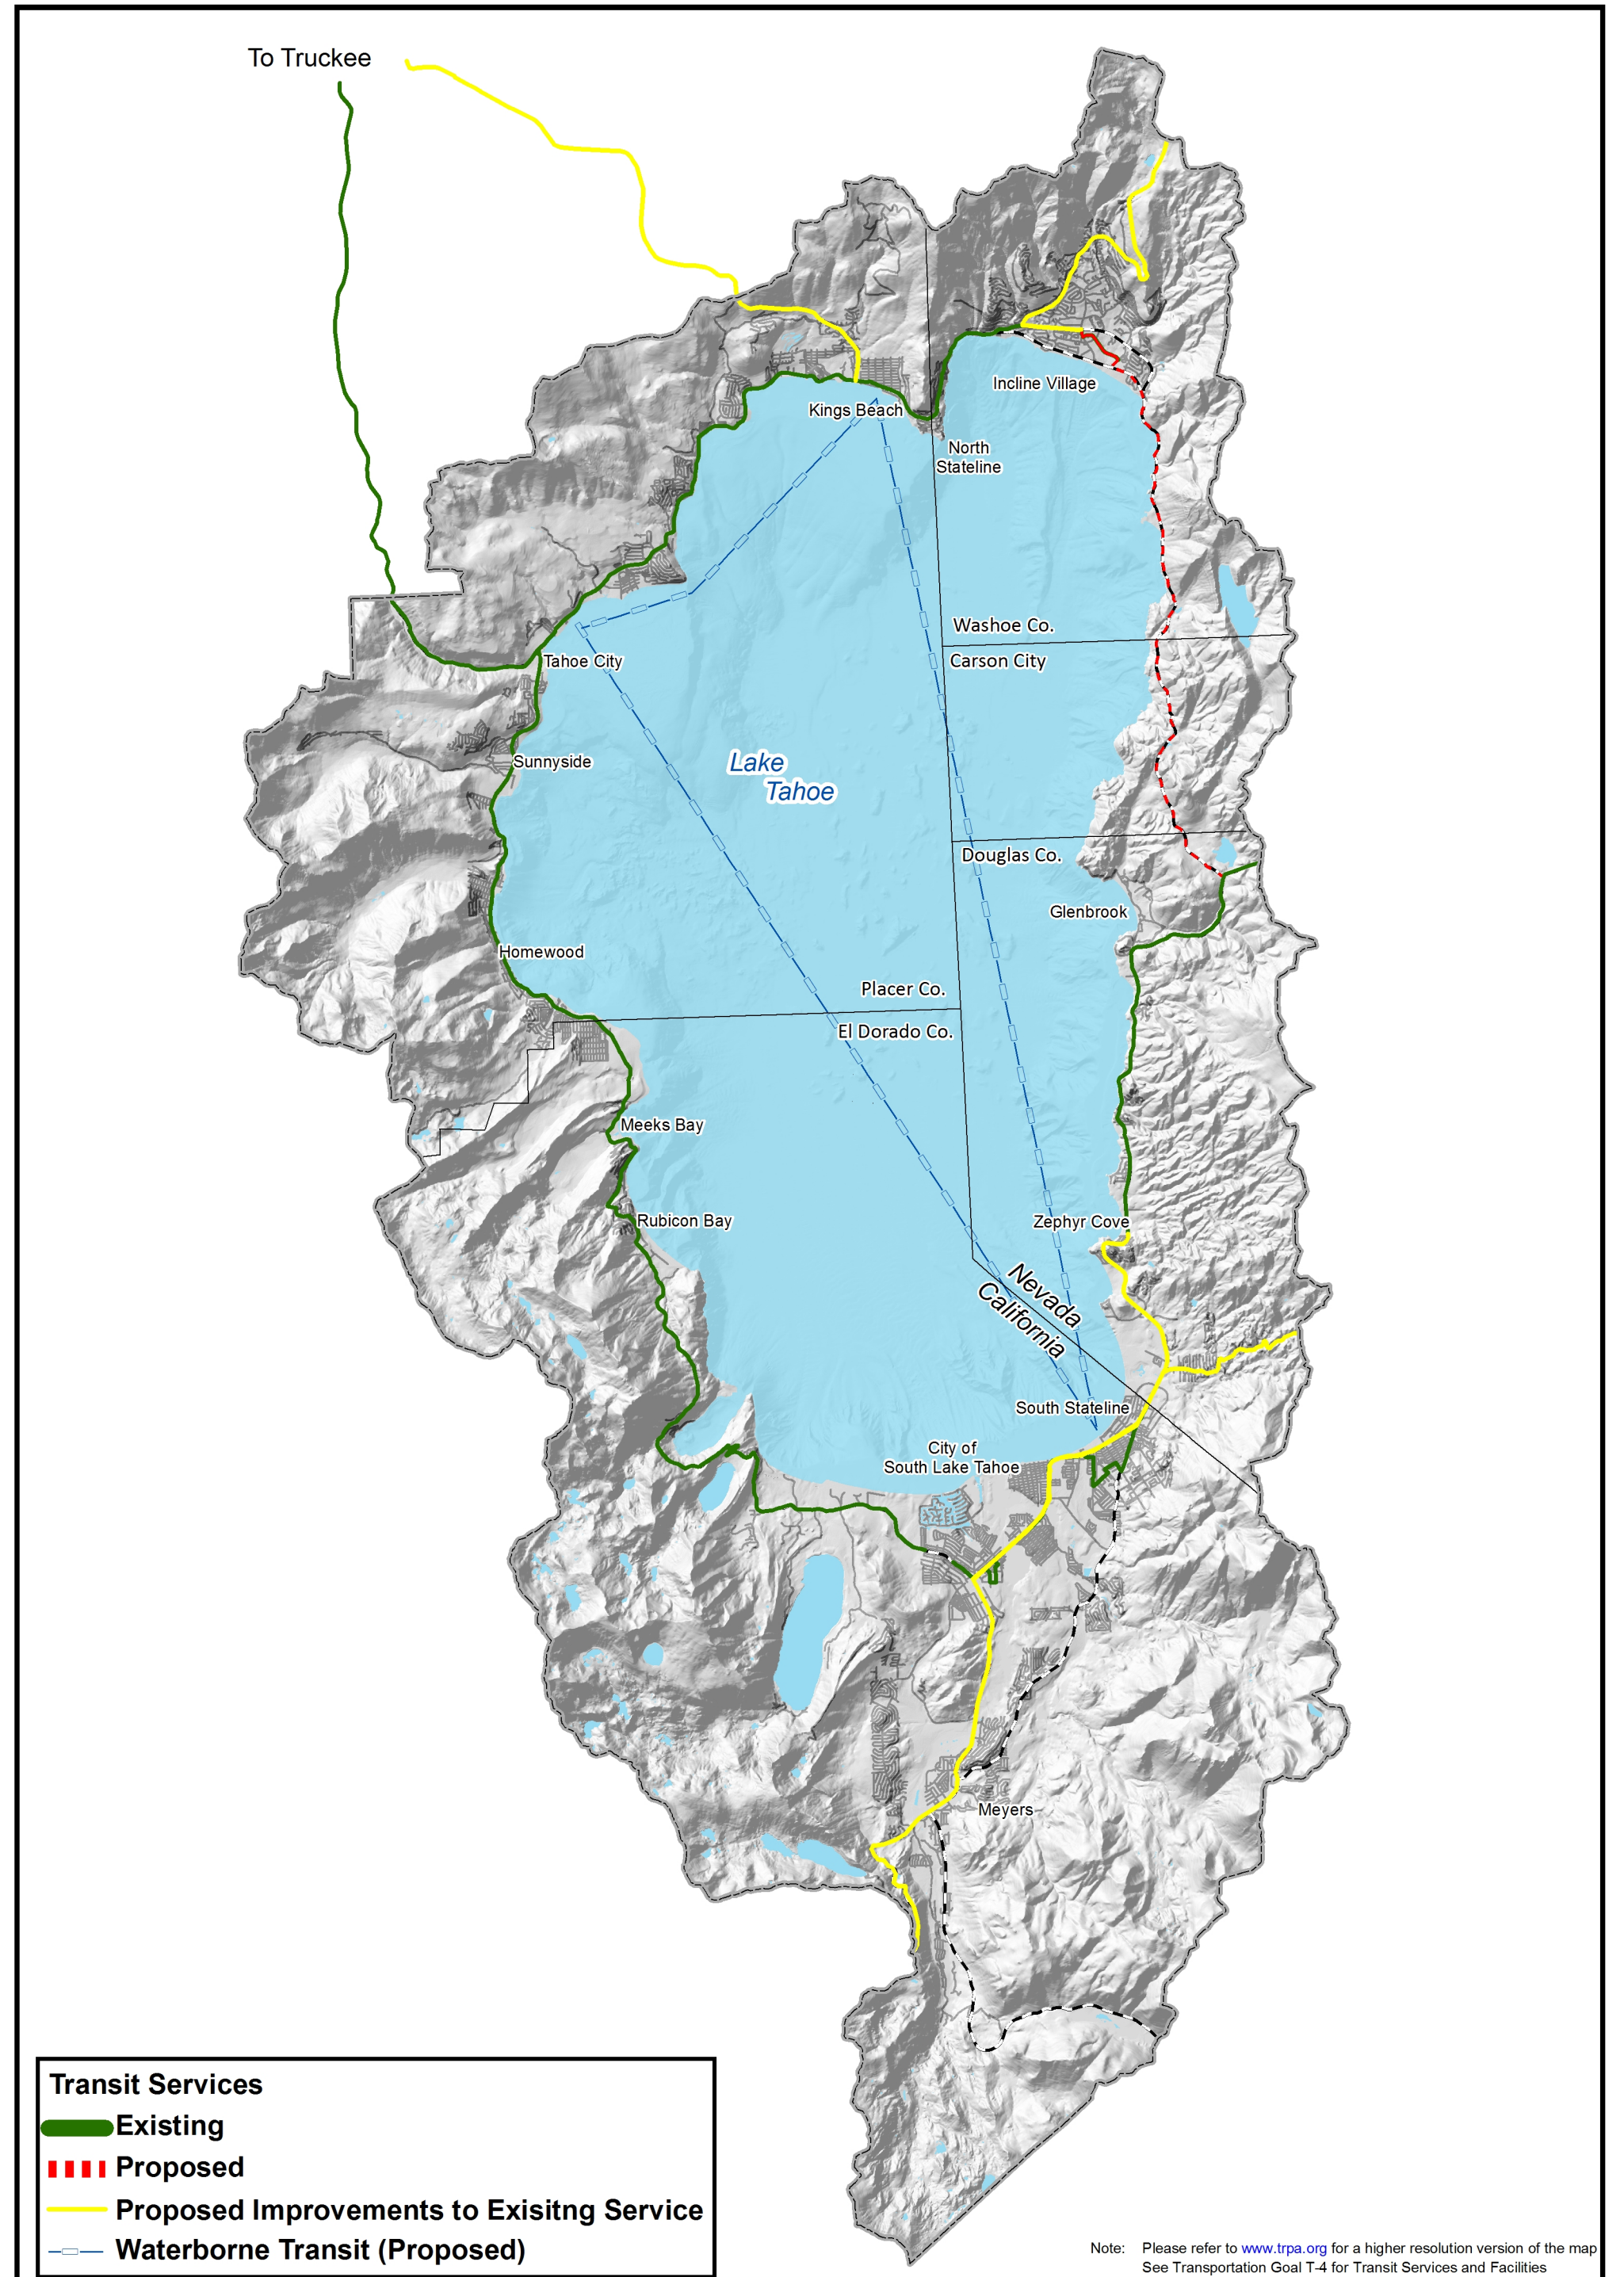 To Truckee
Kings Beach
Incline Village
North
Stateline
Washoe Co.
Carson City
Tahoe City
Sunnyside
Lake
Tahoe
Douglas Co.
Glenbrook
Homewood
Placer Co.
El Dorado Co.
Meeks Bay
Rubicon Bay
Zephyr Cove
Nevada
California
South Stateline
City of
South Lake Tahoe
Meyers
Transit Services
Existing
Proposed
Proposed Improvements to Exisitng Service
Waterborne Transit (Proposed)
Note: Please refer to www.trpa.org for a higher resolution version of the map
See Transportation Goal T-4 for Transit Services and Facilities